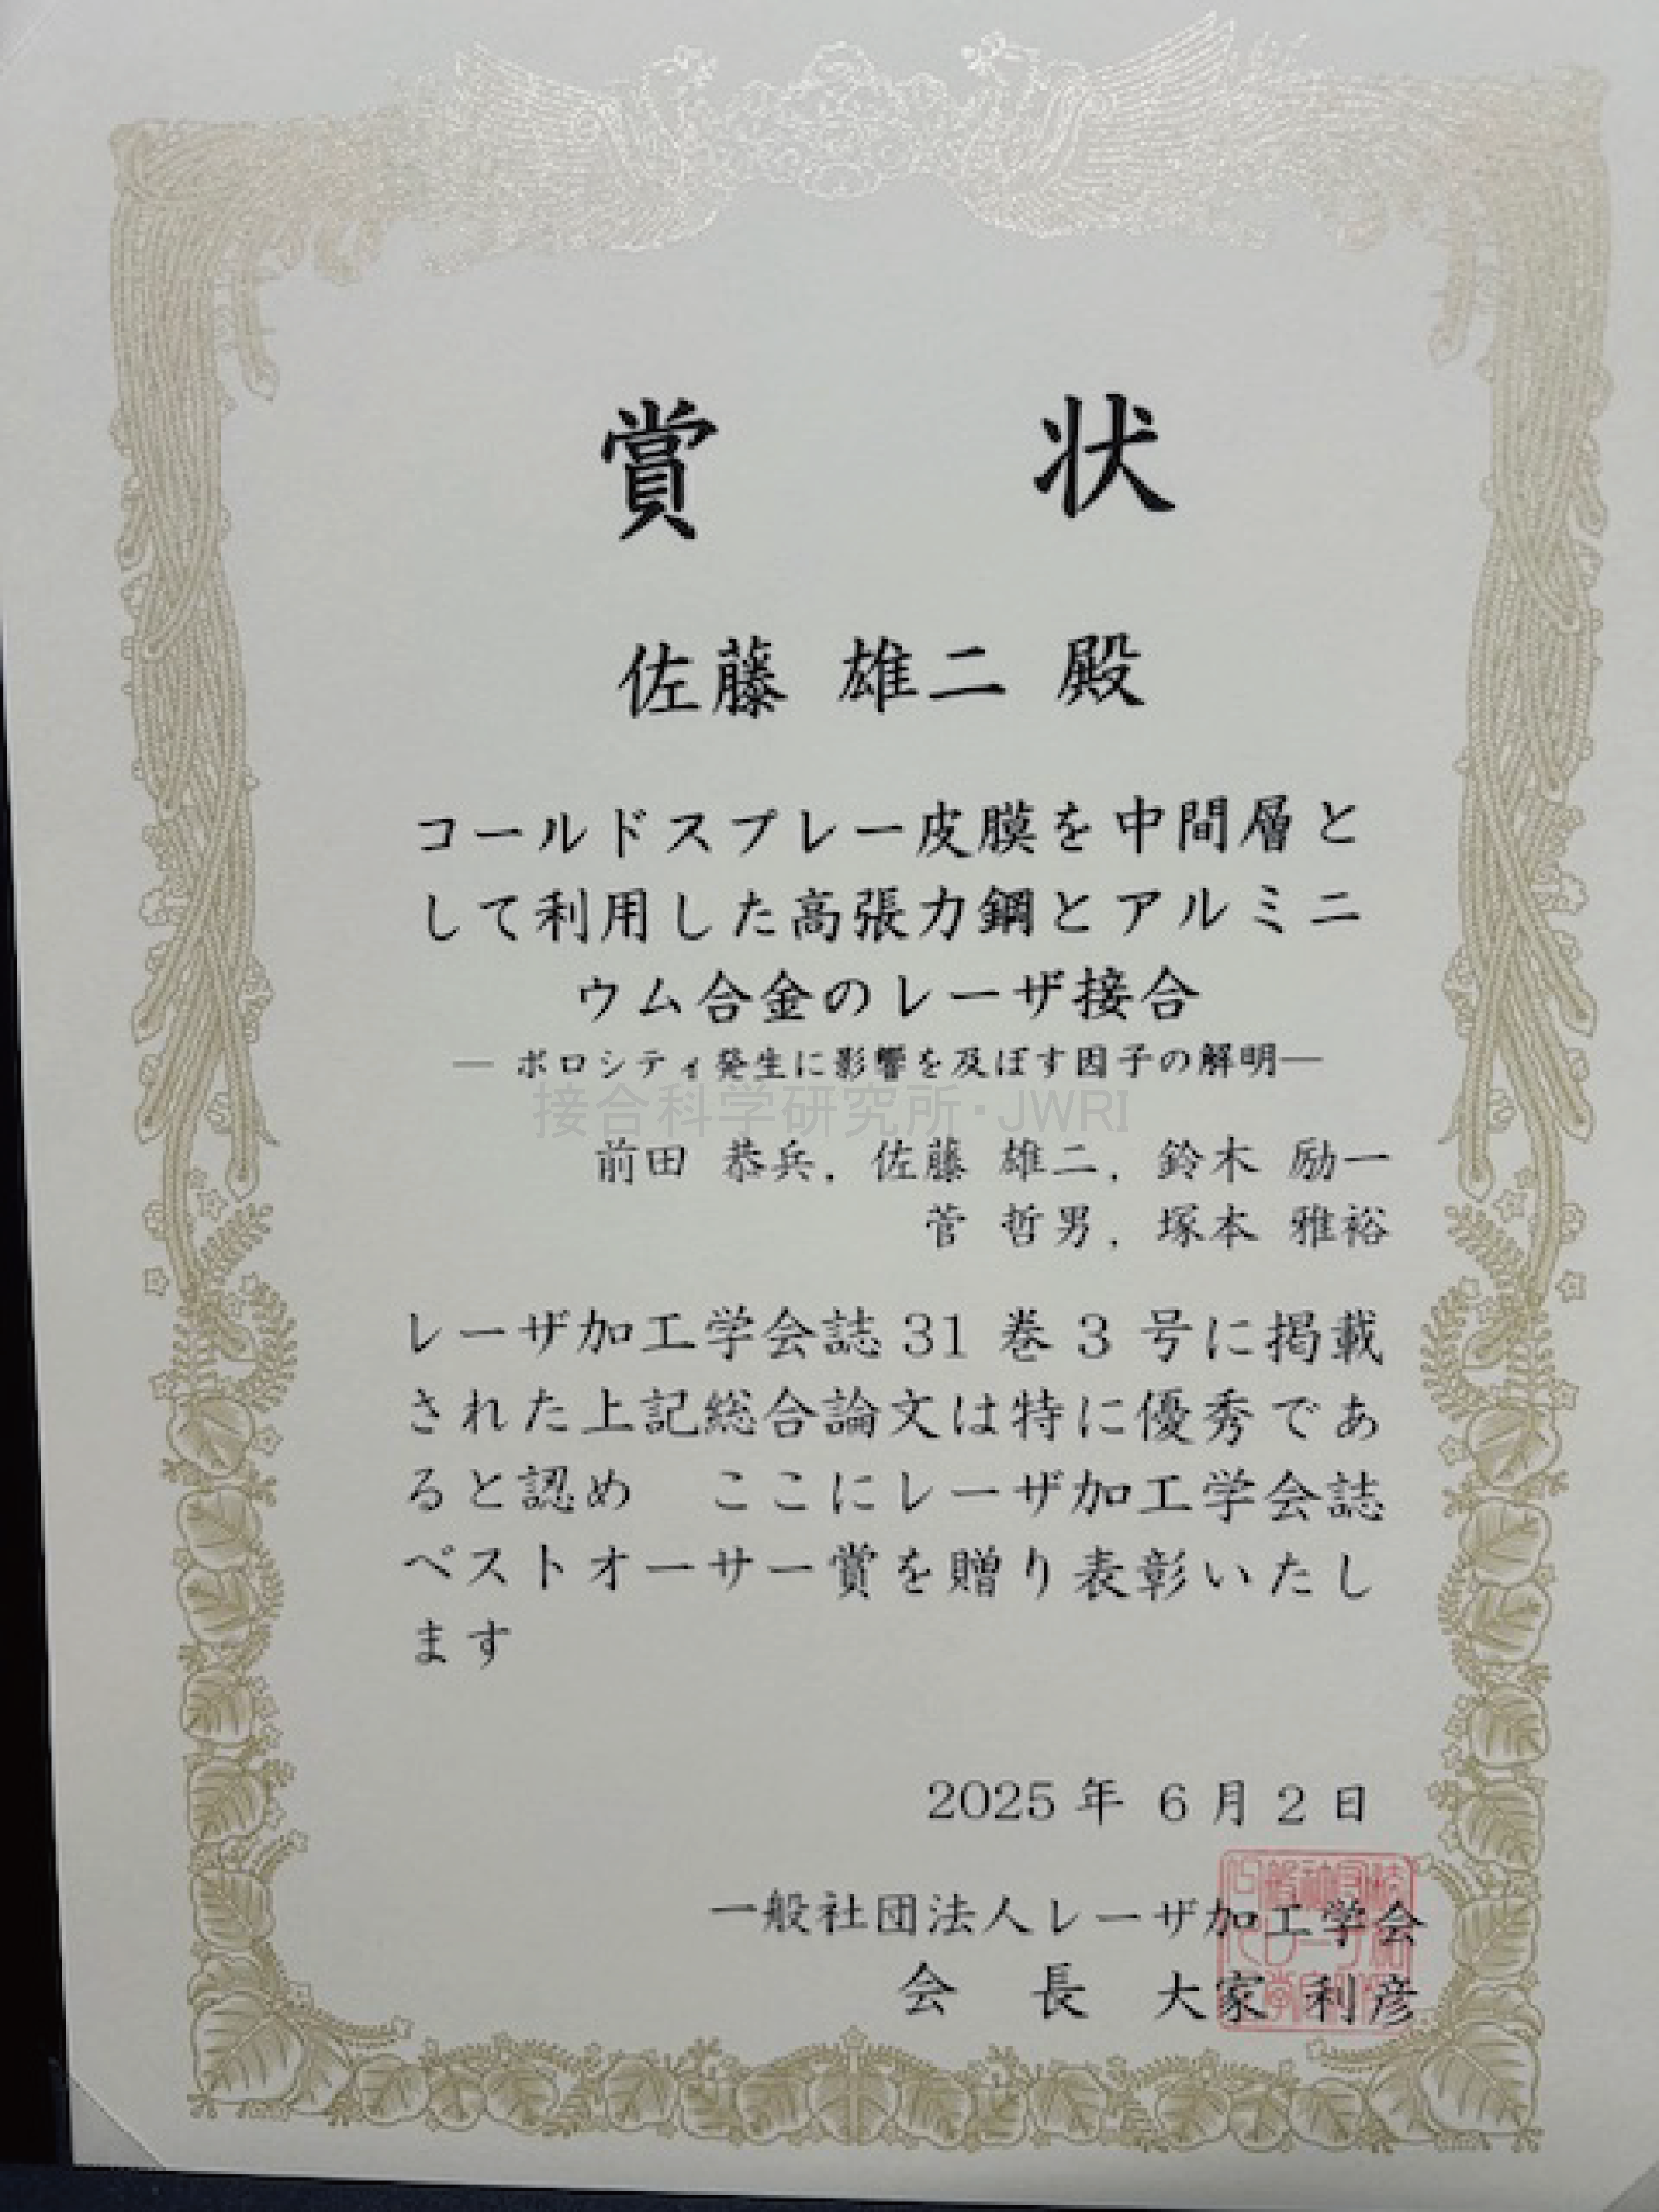 賞 状
佐藤 雄二 殿
コールドスプレー皮膜を中間層と
して利用した高張力鋼とアルミニ
ウム合金のレーザ接合
― ポロシティ発生に影響を及ぼす因子の解明―
接合科学研究所・JWRI
前田 恭兵, 佐藤 雄二, 鈴木 励一
菅 哲男, 塚本 雅裕
レーザ加工学会誌 31 巻 3 号に掲載
された上記総合論文は特に優秀であ
ると認め ここにレーザ加工学会誌
ベストオーサー賞を贈り表彰いたし
ます
2025 年 6 月 2 日
一般社団法人レーザ加工学会
会 長 大家 利彦